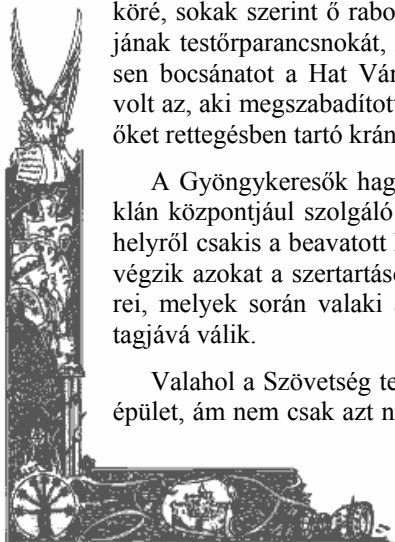 köré, sokak szerint ő rabo
jának testőrparancsnokát,
sen bocsánatot a Hat Vár
volt az, aki megszabadított
őket rettegésben tartó krán
A Gyöngykeresők hag
klán központjául szolgáló
helyről csakis a beavatott
végzik azokat a szertartáso
rei, melyek során valaki
tagjává válik.
Valahol a Szövetség te
épület, ám nem csak azt n